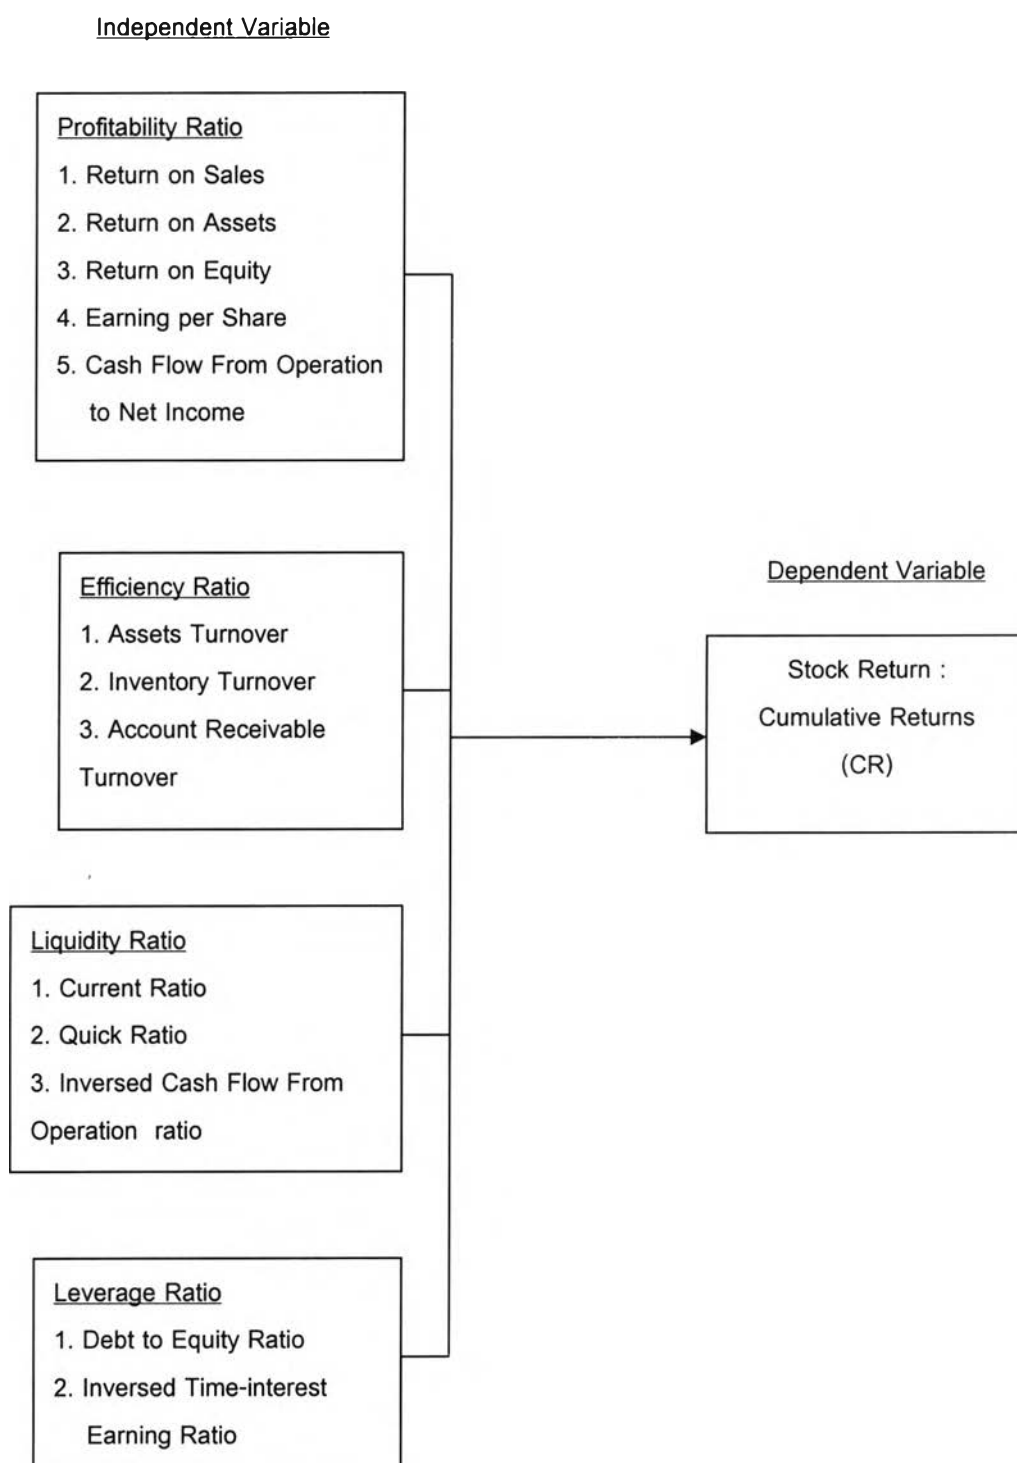 Independent Variable
Profitability Ratio
1. Return on Sales
2. Return on Assets
3. Return on Equity
4. Earning per Share
5. Cash Flow From Operation
to Net Income
Efficiency Ratio
1. Assets Turnover
2. Inventory Turnover
3. Account Receivable
Turnover
Dependent Variable
Stock Return :
Cumulative Returns
(CR)
Liquidity Ratio
1. Current Ratio
2. Quick Ratio
3. Inversed Cash Flow From
Operation ratio
Leverage Ratio
1. Debt to Equity Ratio
2. Inversed Time-interest
Earning Ratio